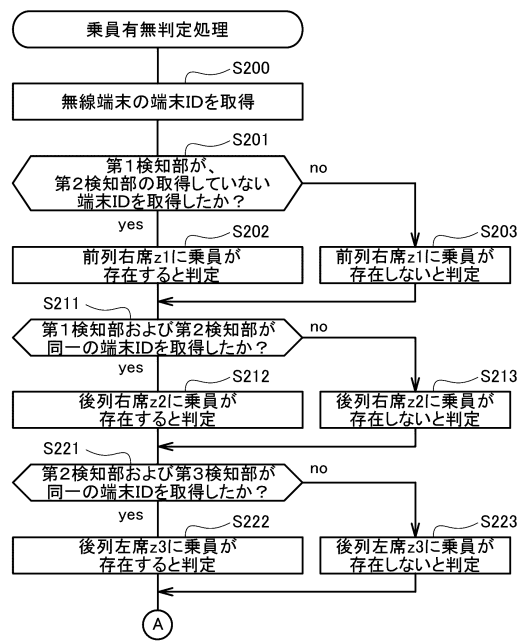 乗員有無判定処理
S200
無線端末の端末IDを取得
S201
第1検知部が、
第2検知部の取得していない
端末IDを取得したか？
no
yes
S202
前列右席z1に乗員が
存在すると判定
S203
前列右席z1に乗員が
存在しないと判定
S211
第1検知部および第2検知部が
同一の端末IDを取得したか？
no
yes
S212
後列右席z2に乗員が
存在すると判定
S213
後列右席z2に乗員が
存在しないと判定
S221
第2検知部および第3検知部が
同一の端末IDを取得したか？
no
yes
S222
後列左席z3に乗員が
存在すると判定
S223
後列左席z3に乗員が
存在しないと判定
A